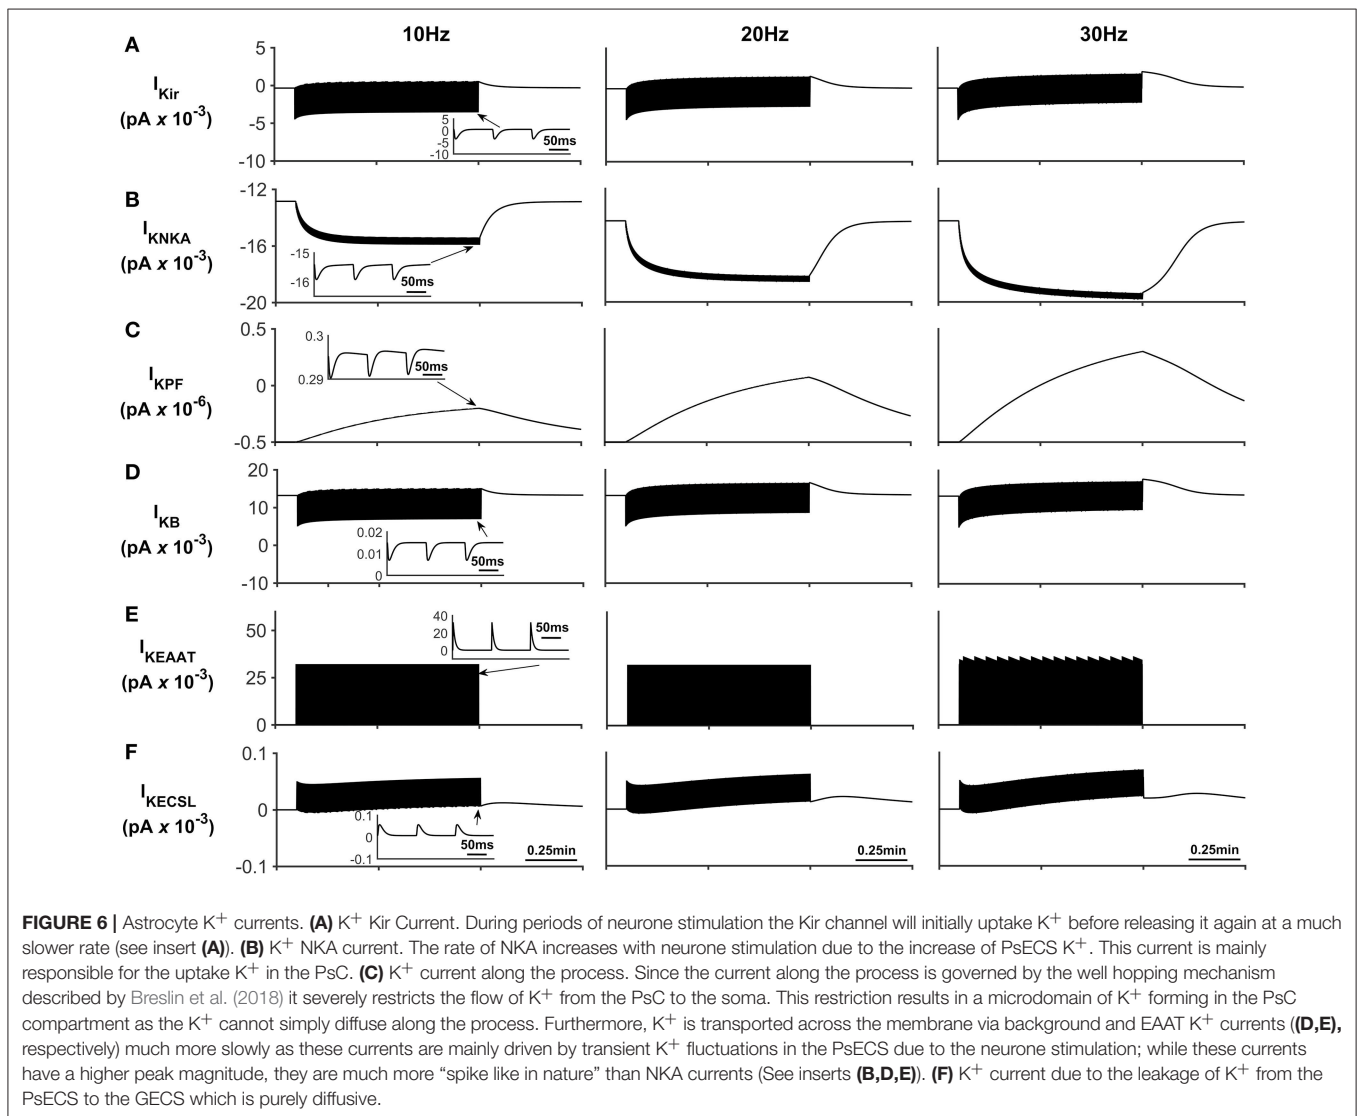 10Hz 20Hz 30Hz
A
I Kir
(pA x 10-3)
5
0
-5
-10
5
0
-5
-10
50ms
B
I KNKA
(pA x 10-3)
-12
-16
-20
-15
-16
50ms
C
I KPF
(pA x 10-6)
0.5
0
-0.5
0.3
0.29
50ms
D
I KB
(pA x 10-3)
20
10
0
-10
0.02
0.01
0
50ms
E
I KEAAT
(pA x 10-3)
50
25
0
40
20
0
50ms
F
I KECSL
(pA x 10-3)
0.1
0
-0.1
0.1
0
-0.1
50ms
0.25min 0.25min 0.25min
FIGURE 6 | Astrocyte K+ currents. (A) K+ Kir Current. During periods of neurone stimulation the Kir channel will initially uptake K+ before releasing it again at a much
slower rate (see insert (A)). (B) K+ NKA current. The rate of NKA increases with neurone stimulation due to the increase of PsECS K+. This current is mainly
responsible for the uptake K+ in the PsC. (C) K+ current along the process. Since the current along the process is governed by the well hopping mechanism
described by Breslin et al. (2018) it severely restricts the flow of K+ from the PsC to the soma. This restriction results in a microdomain of K+ forming in the PsC
compartment as the K+ cannot simply diffuse along the process. Furthermore, K+ is transported across the membrane via background and EAAT K+ currents ((D,E),
respectively) much more slowly as these currents are mainly driven by transient K+ fluctuations in the PsECS due to the neurone stimulation; while these currents
have a higher peak magnitude, they are much more “spike like in nature” than NKA currents (See inserts (B,D,E)). (F) K+ current due to the leakage of K+ from the
PsECS to the GECS which is purely diffusive.